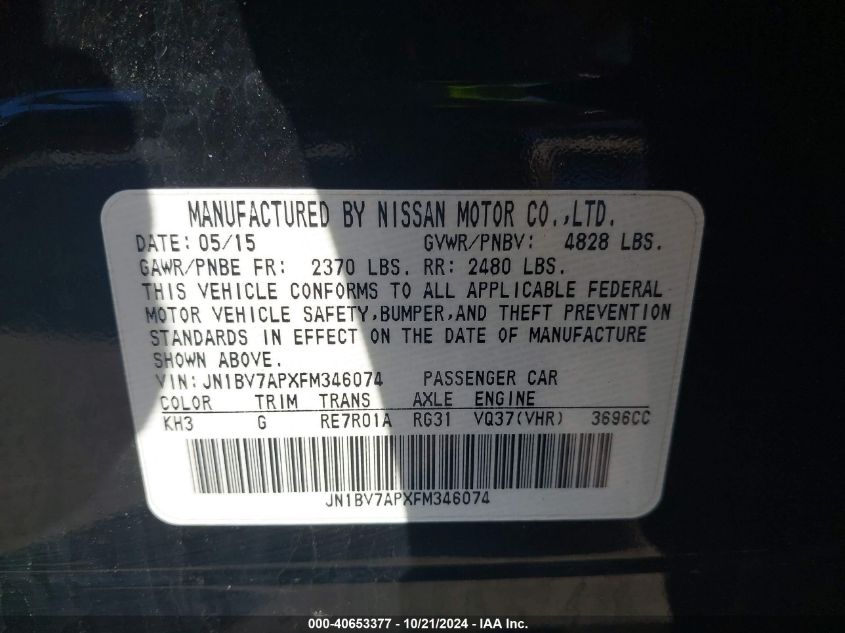 MANUFACTURED BY NISSAN MOTOR CO.,LTD.
DATE: 05/15 GVWR/PNBV: 4828 LBS.
GAWR/PNBE FR: 2370 LBS. RR: 2480 LBS.
THIS VEHICLE CONFORMS TO ALL APPLICABLE FEDERAL
MOTOR VEHICLE SAFETY,BUMPER,AND THEFT PREVENTION
STANDARDS IN EFFECT ON THE DATE OF MANUFACTURE
SHOWN ABOVE.
VIN:JN1BV7APXFM346074 PASSENGER CAR
COLOR TRIM TRANS AXLE ENGINE
KH3 G RE7R01A RG31 VQ37(VHR) 3696CC
JN1BV7APXFM346074
000-40653377 - 10/21/2024 - IAA Inc.